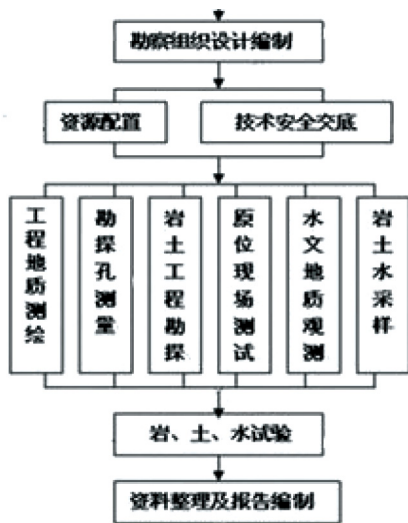 勘察组织设计编制
资源配置
技术安全交底
工程地质测绘
勘探孔测量
岩土工程勘探
原位现场测试
水文地质观测
岩土水采样
岩、土、水试验
资料整理及报告编制